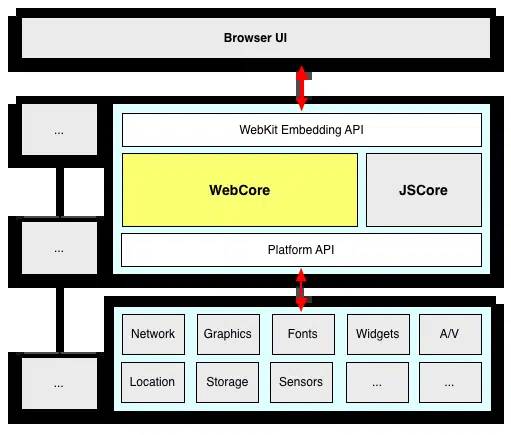 Browser UI
...
WebKit Embedding API
WebCore
JSCore
...
Platform API
Network
Graphics
Fonts
Widgets
A/V
...
Location
Storage
Sensors
...
...